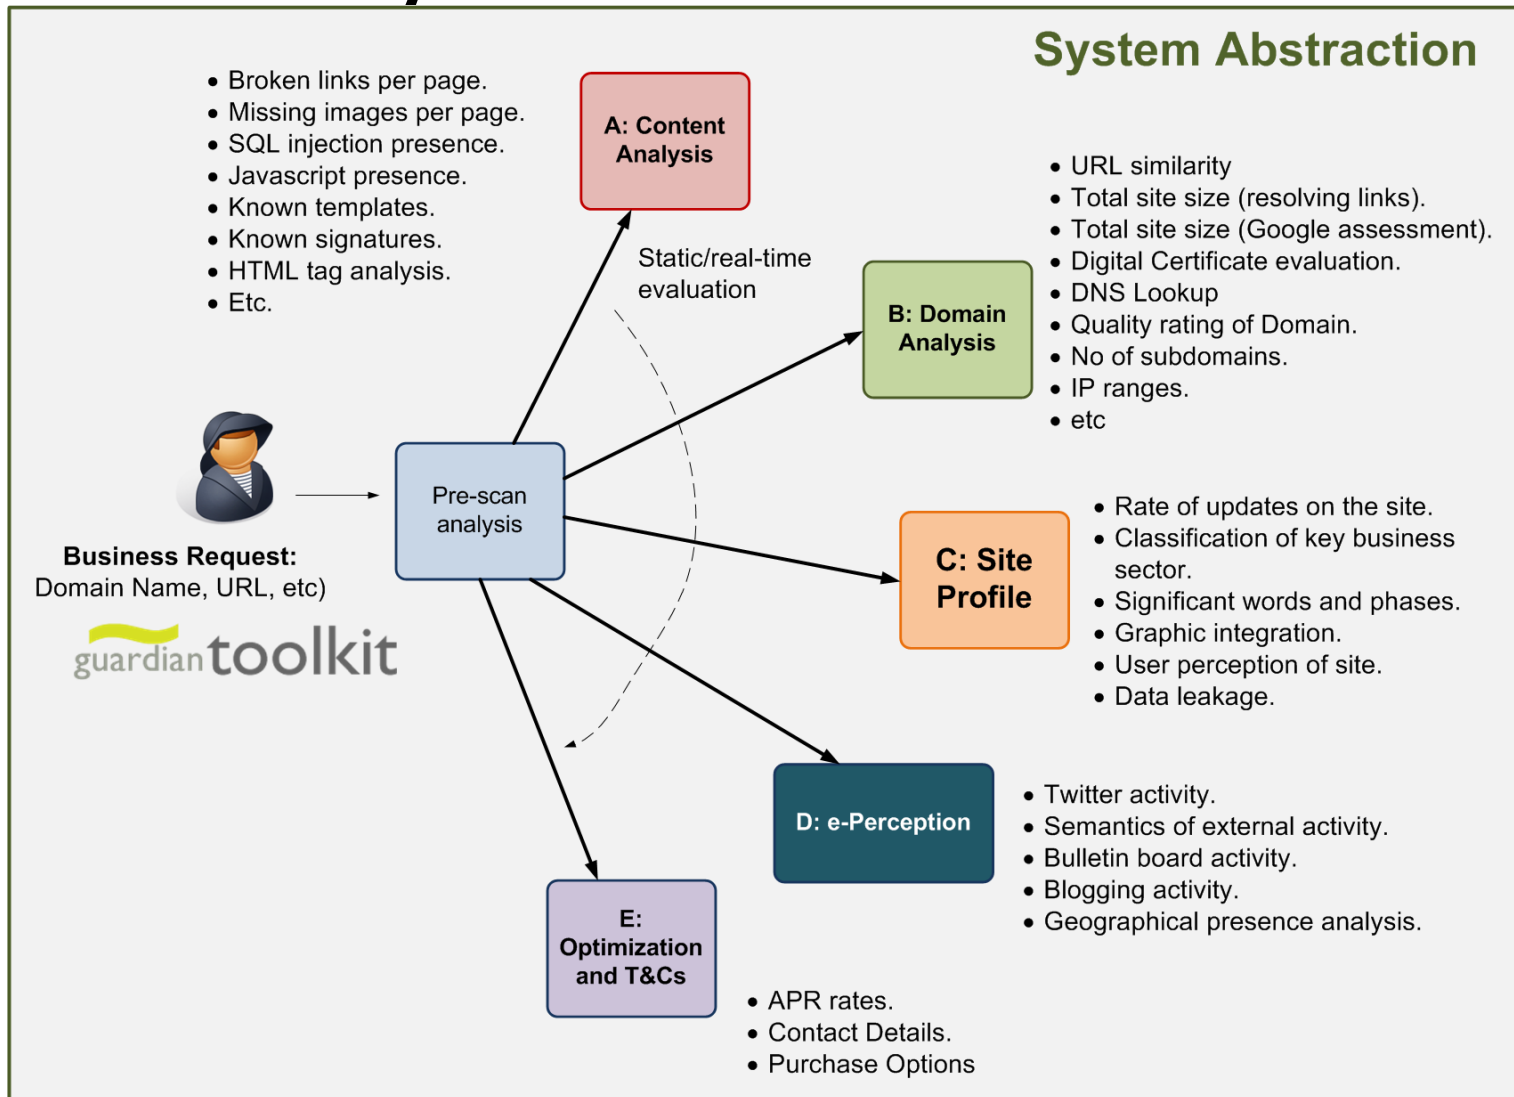 System Abstraction
• Broken links per page.
• Missing images per page.
• SQL injection presence.
• Javascript presence.
• Known templates.
• Known signatures.
• HTML tag analysis.
• Etc.
A: Content
Analysis
Static/real-time
evaluation
• URL similarity
• Total site size (resolving links).
• Total site size (Google assessment).
• Digital Certificate evaluation.
• DNS Lookup
• Quality rating of Domain.
• No of subdomains.
• IP ranges.
• etc
B: Domain
Analysis
Pre-scan
analysis
Business Request:
Domain Name, URL, etc)
guardian toolkit
C: Site
Profile
• Rate of updates on the site.
• Classification of key business
sector.
• Significant words and phases.
• Graphic integration.
• User perception of site.
• Data leakage.
D: e-Perception
• Twitter activity.
• Semantics of external activity.
• Bulletin board activity.
• Blogging activity.
• Geographical presence analysis.
E:
Optimization
and T&Cs
• APR rates.
• Contact Details.
• Purchase Options